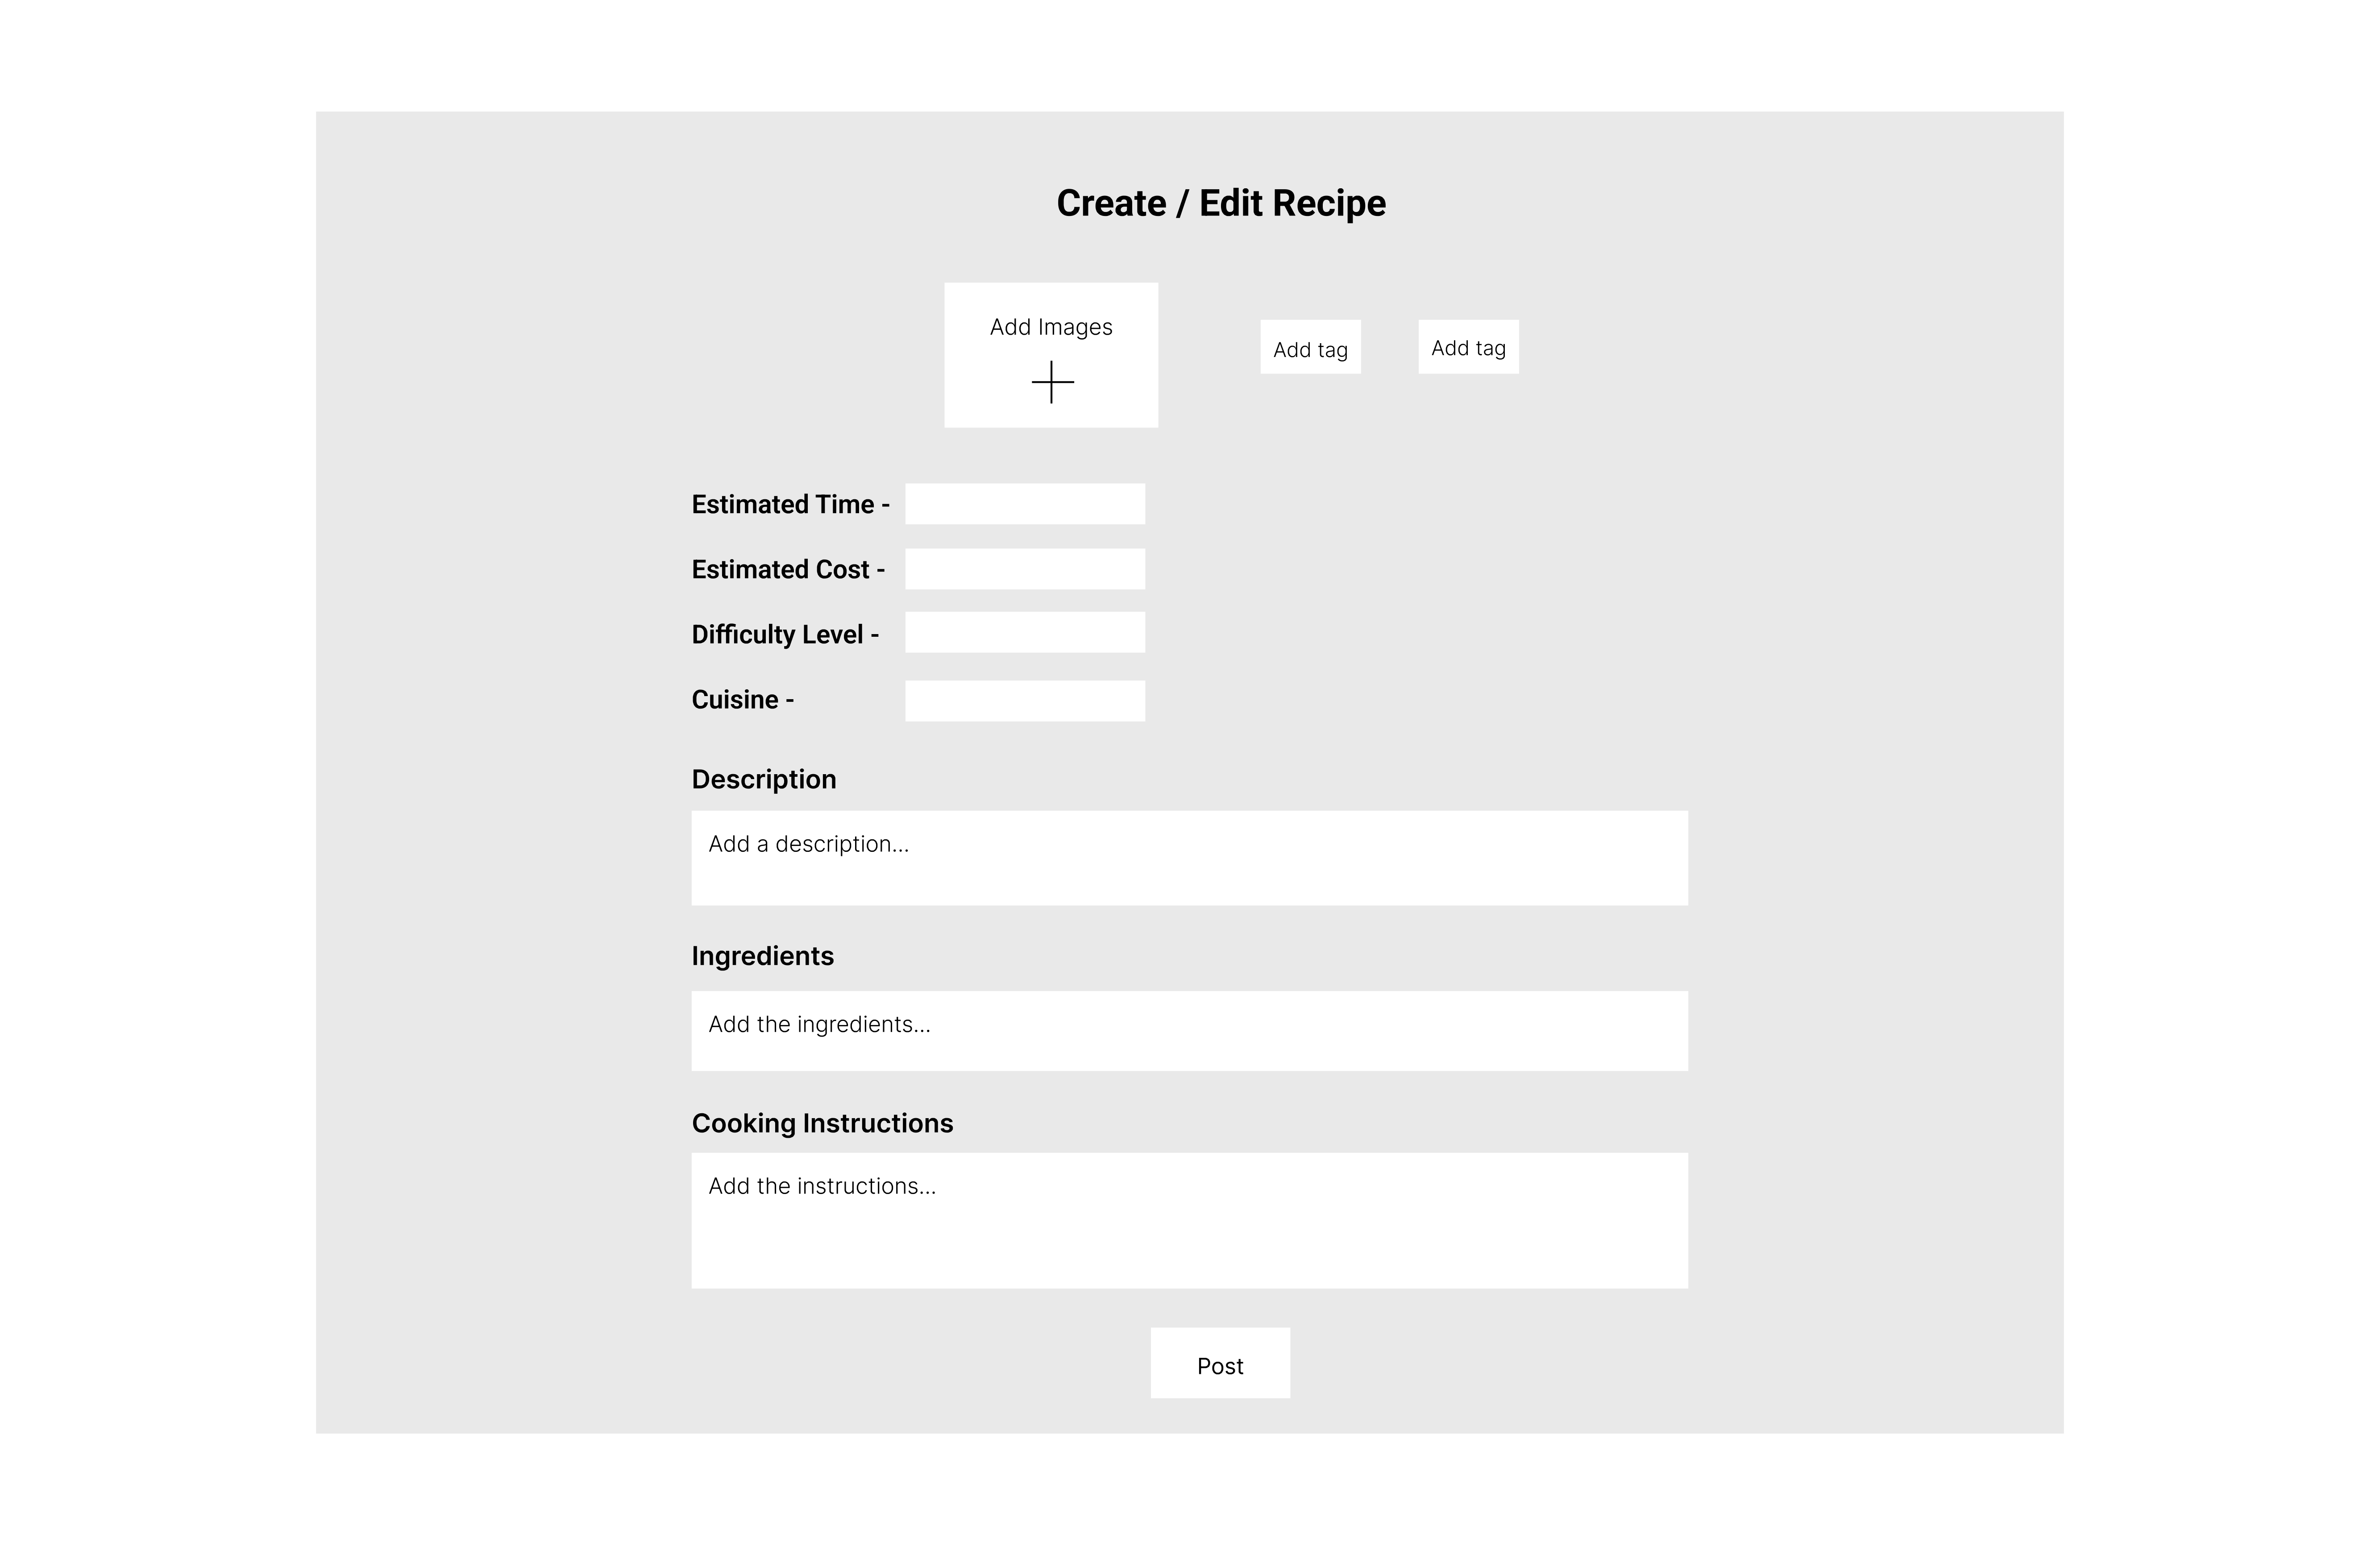 Create / Edit Recipe
Add Images
Add tag
Add tag
Estimated Time -
Estimated Cost -
Difficulty Level -
Cuisine -
Description
Add a description...
Ingredients
Add the ingredients...
Cooking Instructions
Add the instructions...
Post